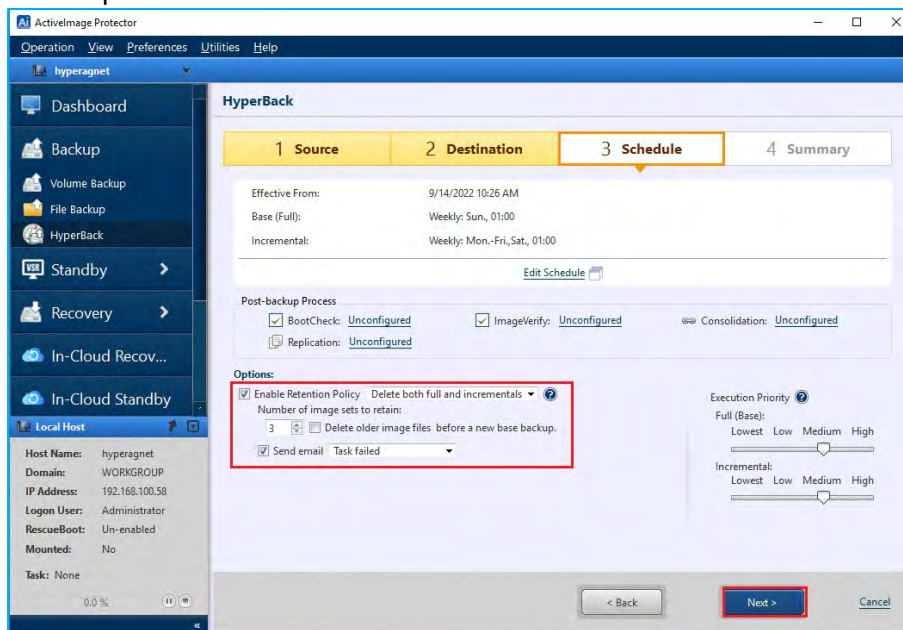 ActiveImage Protector
Operation View Preferences Utilities Help
hyperagnet
Dashboard
Backup
Volume Backup
File Backup
HyperBack
Standby
Recovery
In-Cloud Recov...
In-Cloud Standby
Local Host
Host Name: hyperagnet
Domain: WORKGROUP
IP Address: 192.168.100.58
Logon User: Administrator
RescueBoot: Un-enabled
Mounted: No
Task: None
0.0 %
HyperBack
1 Source 2 Destination 3 Schedule 4 Summary
Effective From: 9/14/2022 10:26 AM
Base (Full): Weekly: Sun., 01:00
Incremental: Weekly: Mon.-Fri.,Sat., 01:00
Edit Schedule
Post-backup Process
BootCheck: Unconfigured ImageVerify: Unconfigured Consolidation: Unconfigured
Replication: Unconfigured
Options:
Enable Retention Policy Delete both full and incrementals
Number of image sets to retain:
3 Delete older image files before a new base backup.
Send email Task failed
Execution Priority
Full (Base):
Lowest Low Medium High
Incremental:
Lowest Low Medium High
< Back Next > Cancel